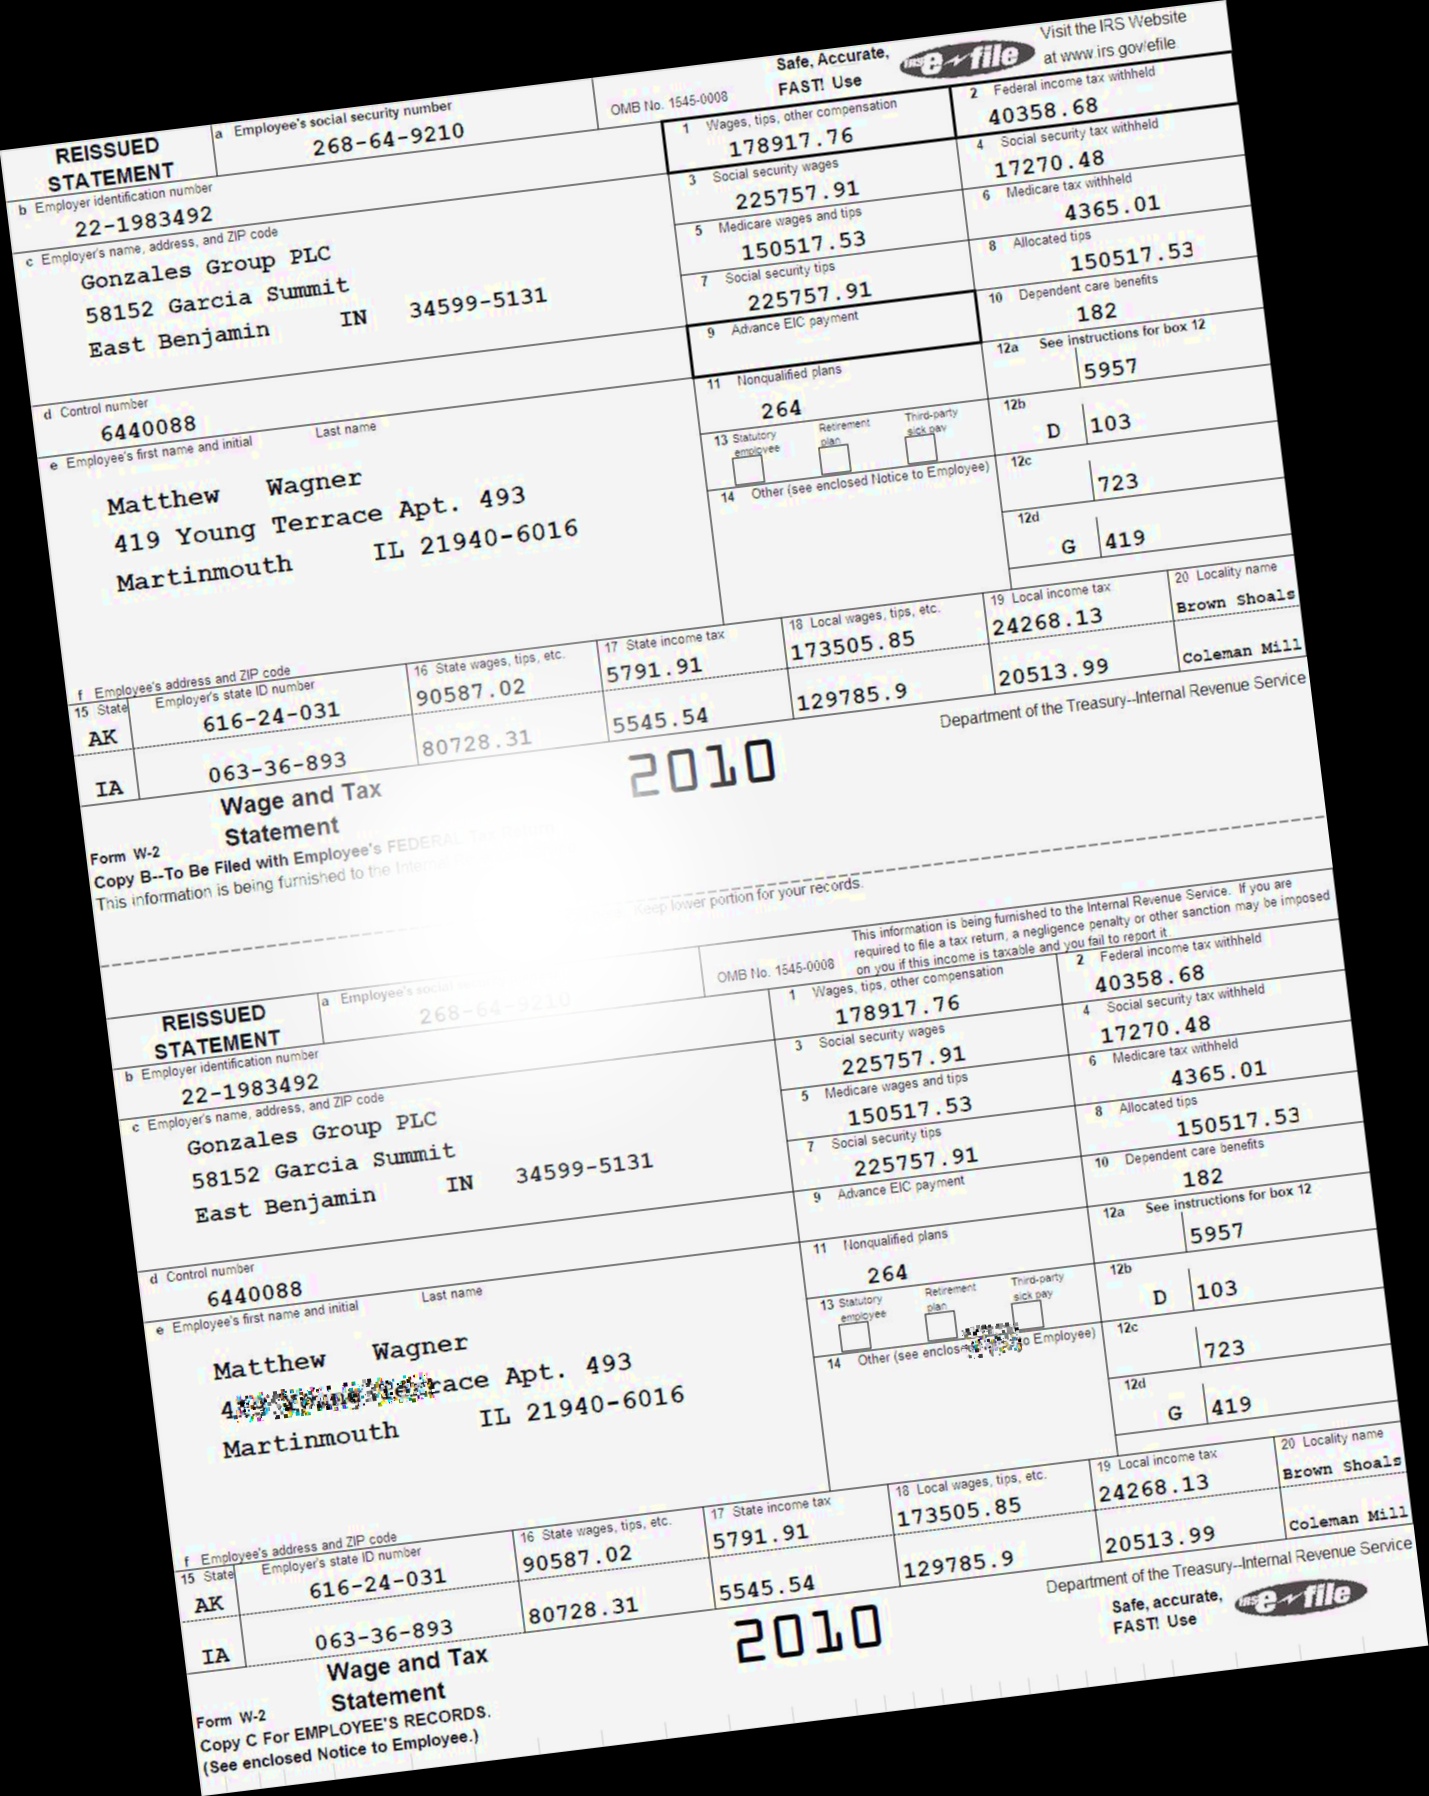 Safe, Accurate,
FAST! Use
IRS e-file
Visit the IRS Website
at www.irs.gov/efile.
REISSUED
STATEMENT
a Employee's social security number
268-64-9210
OMB No. 1545-0008
1 Wages, tips, other compensation
178917.76
2 Federal income tax withheld
40358.68
b Employer identification number
22-1983492
3 Social security wages
225757.91
4 Social security tax withheld
17270.48
c Employer's name, address, and ZIP code
Gonzales Group PLC
58152 Garcia Summit
East Benjamin IN 34599-5131
5 Medicare wages and tips
150517.53
6 Medicare tax withheld
4365.01
7 Social security tips
225757.91
8 Allocated tips
150517.53
9 Advance EIC payment
10 Dependent care benefits
182
d Control number
6440088
11 Nonqualified plans
264
12a See instructions for box 12
5957
e Employee's first name and initial Last name
Matthew Wagner
419 Young Terrace Apt. 493
Martinmouth IL 21940-6016
13 Statutory employee
Retirement plan
Third-party sick pay
12b
D 103
14 Other (see enclosed Notice to Employee)
12c
723
12d
G 419
f Employee's address and ZIP code
15 State Employer's state ID number
16 State wages, tips, etc.
17 State income tax
18 Local wages, tips, etc.
19 Local income tax
20 Locality name
AK 616-24-031 90587.02 5791.91 173505.85 24268.13 Brown Shoals
IA 063-36-893 80728.31 5545.54 129785.9 20513.99 Coleman Mill
Form W-2
Wage and Tax
Statement
2010
Department of the Treasury--Internal Revenue Service
Copy B--To Be Filed with Employee's FEDERAL Tax
This information is being furnished to the
Keep lower portion for your records.
This information is being furnished to the Internal Revenue Service. If you are
required to file a tax return, a negligence penalty or other sanction may be imposed
on you if this income is taxable and you fail to report it.
REISSUED
STATEMENT
a Employee's social
268-64-9210
OMB No. 1545-0008
1 Wages, tips, other compensation
178917.76
2 Federal income tax withheld
40358.68
b Employer identification number
22-1983492
3 Social security wages
225757.91
4 Social security tax withheld
17270.48
c Employer's name, address, and ZIP code
Gonzales Group PLC
58152 Garcia Summit
East Benjamin IN 34599-5131
5 Medicare wages and tips
150517.53
6 Medicare tax withheld
4365.01
7 Social security tips
225757.91
8 Allocated tips
150517.53
9 Advance EIC payment
10 Dependent care benefits
182
d Control number
6440088
11 Nonqualified plans
264
12a See instructions for box 12
5957
e Employee's first name and initial Last name
Matthew Wagner
Apt. 493
Martinmouth IL 21940-6016
13 Statutory employee
Retirement plan
Third-party sick pay
12b
D 103
14 Other (see to Employee)
12c
723
12d
G 419
f Employee's address and ZIP code
15 State Employer's state ID number
16 State wages, tips, etc.
17 State income tax
18 Local wages, tips, etc.
19 Local income tax
20 Locality name
AK 616-24-031 90587.02 5791.91 173505.85 24268.13 Brown Shoals
IA 063-36-893 80728.31 5545.54 129785.9 20513.99 Coleman Mill
Form W-2
Wage and Tax
Statement
2010
Department of the Treasury--Internal Revenue Service
Safe, accurate,
FAST! Use
IRS e-file
Copy C For EMPLOYEE'S RECORDS.
(See enclosed Notice to Employee.)